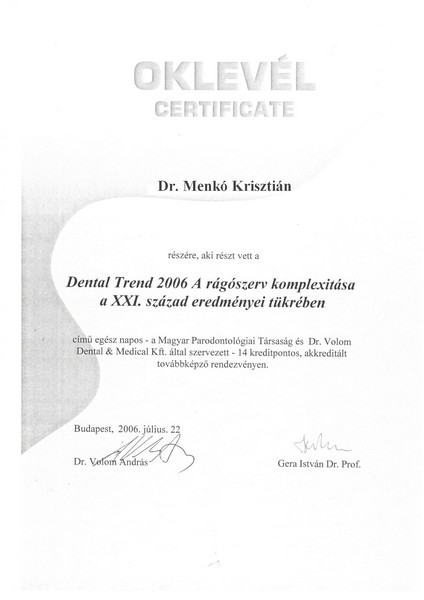 OKLEVÉL
CERTIFICATE
Dr. Menkó Krisztián
részére, aki részt vett a
Dental Trend 2006 A rágószerv komplexitása
a XXI. század eredményei tükrében
című egész napos - a Magyar Parodontológiai Társaság és Dr. Volom
Dental & Medical Kft. által szervezett - 14 kreditpontos, akkreditált
továbbképző rendezvényen.
Budapest, 2006. július. 22
Dr. Volom András
Gera István Dr. Prof.